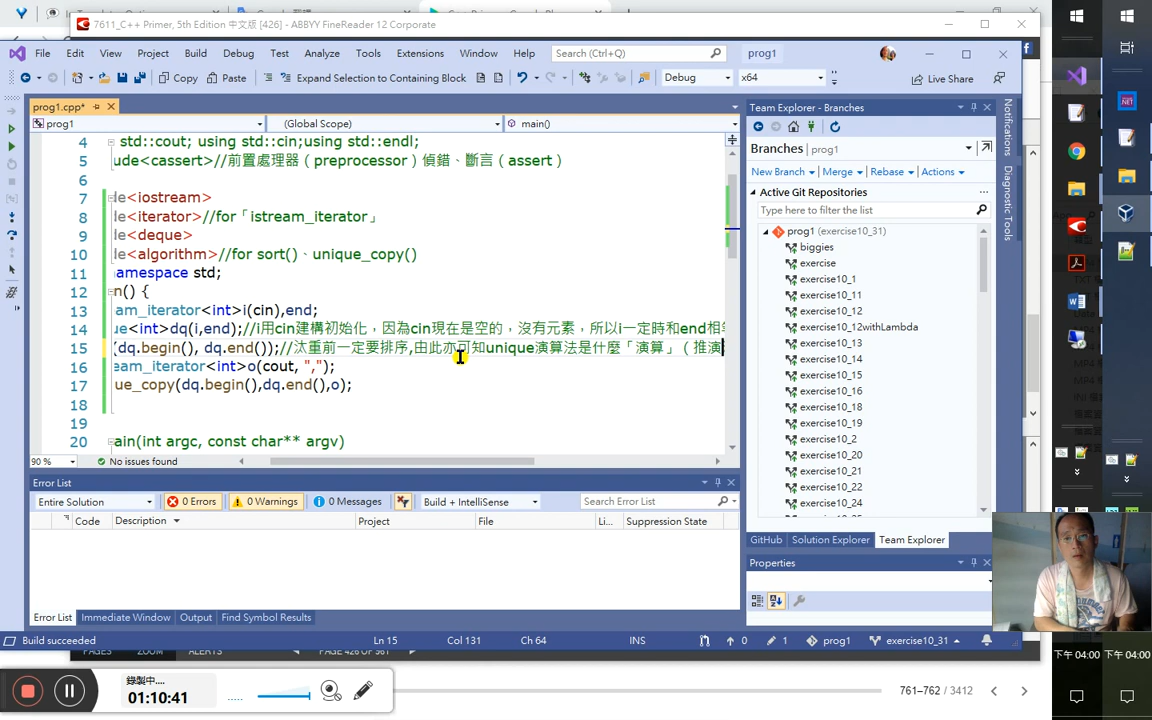 7611_C++ Primer, 5th Edition 中文版 [426] - ABBYY FineReader 12 Corporate
File Edit View Project Build Debug Test Analyze Tools Extensions Window Help Search (Ctrl+Q) prog1
Copy Paste Expand Selection to Containing Block Debug x64 Live Share
prog1.cpp*
prog1 (Global Scope) main()
4 std::cout; using std::cin;using std::endl;
5 ude<cassert>//前置處理器（preprocessor）偵錯、斷言（assert）
6
7 le<iostream>
8 le<iterator>//for「istream_iterator」
9 le<deque>
10 le<algorithm>//for sort()、unique_copy()
11 amespace std;
12 n() {
13 am_iterator<int>i(cin),end;
14 ue<int>dq(i,end);//i用cin建構初始化，因為cin現在是空的，沒有元素，所以i一定時和end相
15 (dq.begin(), dq.end());//汰重前一定要排序,由此亦可知unique演算法是什麼「演算」（推演
16 eam_iterator<int>o(cout, ",");
17 ue_copy(dq.begin(),dq.end(),o);
18
19
20 ain(int argc, const char** argv)
90 % No issues found
Error List
Entire Solution 0 Errors 0 Warnings 0 Messages Build + IntelliSense Search Error List
Code Description Project File Li... Suppression State
Error List Immediate Window Output Find Symbol Results
Team Explorer - Branches
Branches prog1
New Branch Merge Rebase Actions
Active Git Repositories
Type here to filter the list
prog1 (exercise10_31)
biggies
exercise
exercise10_1
exercise10_11
exercise10_12
exercise10_12withLambda
exercise10_13
exercise10_14
exercise10_15
exercise10_16
exercise10_18
exercise10_19
exercise10_2
exercise10_20
exercise10_21
exercise10_22
exercise10_24
GitHub Solution Explorer Team Explorer
Properties
Notifications
Diagnostic Tools
Build succeeded Ln 15 Col 131 Ch 64 INS 0 1 prog1 exercise10_31
PAGES ZOOM ALERTS PAGE 426 OF 981
錄製中...
01:10:41
761–762 / 3412
下午 04:00 下午 04:00